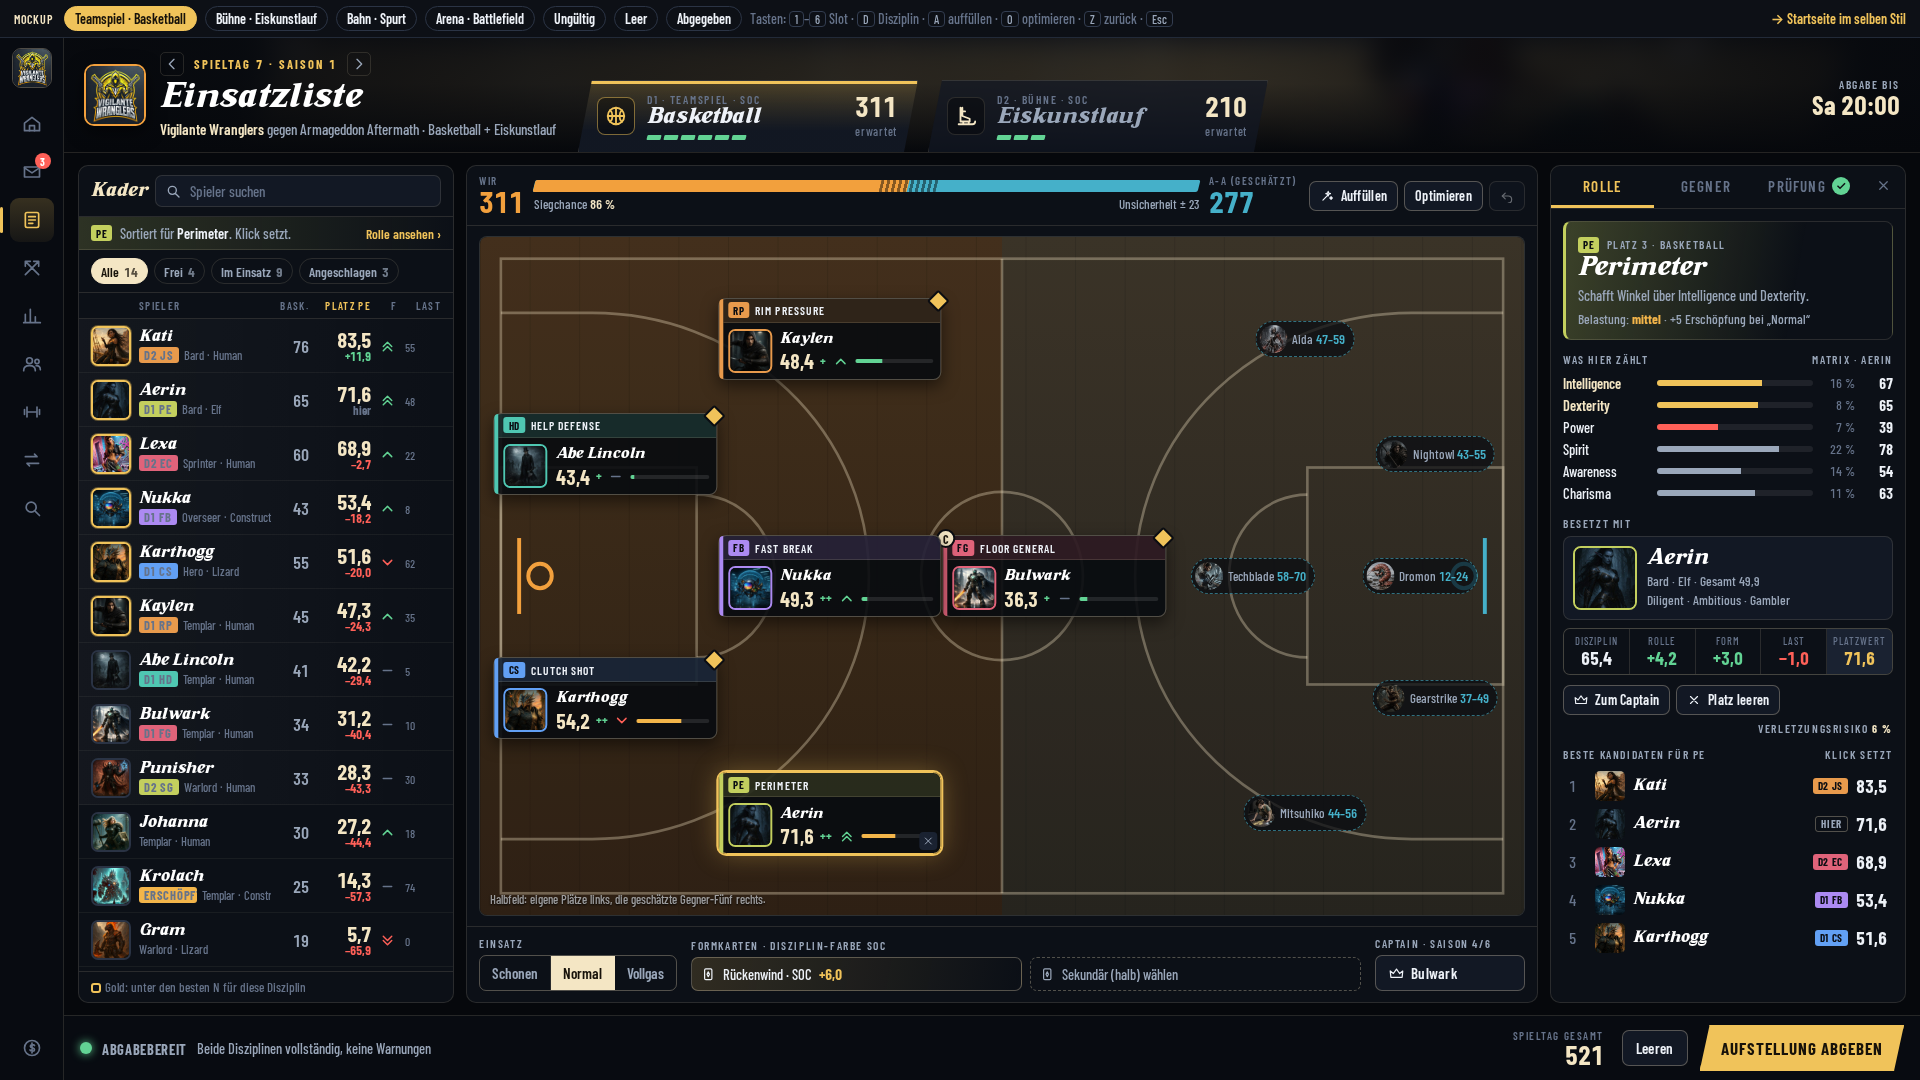 MOCKUP
Teamspiel · Basketball
Bühne · Eiskunstlauf
Bahn · Spurt
Arena · Battlefield
Ungültig
Leer
Abgegeben
Tasten: 1 – 6 Slot · D Disziplin · A auffüllen · O optimieren · Z zurück · Esc
→ Startseite im selben Stil
3
SPIELTAG 7 · SAISON 1
Einsatzliste
Vigilante Wranglers gegen Armageddon Aftermath · Basketball + Eiskunstlauf
D1 · TEAMSPIEL · SOC
Basketball
311
erwartet
D2 · BÜHNE · SOC
Eiskunstlauf
210
erwartet
ABGABE BIS
Sa 20:00
Kader
Spieler suchen
PE Sortiert für Perimeter. Klick setzt.
Rolle ansehen ›
Alle 14
Frei 4
Im Einsatz 9
Angeschlagen 3
SPIELER BASK. PLATZ PE F LAST
Kati
D2 JS Bard · Human
76 83,5 +11,9 55
Aerin
D1 PE Bard · Elf
65 71,6 hier 48
Lexa
D2 EC Sprinter · Human
60 68,9 –2,7 22
Nukka
D1 FB Overseer · Construct
43 53,4 –18,2 8
Karthogg
D1 CS Hero · Lizard
55 51,6 –20,0 62
Kaylen
D1 RP Templar · Human
45 47,3 –24,3 35
Abe Lincoln
D1 HD Templar · Human
41 42,2 –29,4 5
Bulwark
D1 FG Templar · Human
34 31,2 –40,4 10
Punisher
D2 SG Warlord · Human
33 28,3 –43,3 30
Johanna
Templar · Human
30 27,2 –44,4 20
Krolach
ERSCHÖPF Templar · Constr
25 14,3 –57,3 74
Gram
Warlord · Lizard
19 5,7 –65,9 0
Gold: unter den besten N für diese Disziplin
WIR
311
Siegchance 86 %
Unsicherheit ± 23
A-A (GESCHÄTZT)
277
Auffüllen
Optimieren
RP RIM PRESSURE
Kaylen
48,4 +
HD HELP DEFENSE
Abe Lincoln
43,4 +
FB FAST BREAK
Nukka
49,3 ++
C
FG FLOOR GENERAL
Bulwark
36,3 +
CS CLUTCH SHOT
Karthogg
54,2 ++
PE PERIMETER
Aerin
71,6 ++
Alda 47–59
Nightowl 43–55
Techblade 58–70
Dromon 12–24
Gearstrike 37–49
Mitsuhiko 44–56
Halbfeld: eigene Plätze links, die geschätzte Gegner-Fünf rechts.
EINSATZ
Schonen
Normal
Vollgas
FORMKARTEN · DISZIPLIN-FARBE SOC
Rückenwind · SOC +6,0
Sekundär (halb) wählen
CAPTAIN · SAISON 4/6
Bulwark
ROLLE
GEGNER
PRÜFUNG
PE PLATZ 3 · BASKETBALL
Perimeter
Schafft Winkel über Intelligence und Dexterity.
Belastung: mittel · +5 Erschöpfung bei „Normal“
WAS HIER ZÄHLT
MATRIX · AERIN
Intelligence 16 % 67
Dexterity 8 % 65
Power 7 % 39
Spirit 22 % 78
Awareness 14 % 54
Charisma 11 % 63
BESETZT MIT
Aerin
Bard · Elf · Gesamt 49,9
Diligent · Ambitious · Gambler
DISZIPLIN 65,4
ROLLE +4,2
FORM +3,0
LAST –1,0
PLATZWERT 71,6
Zum Captain
Platz leeren
VERLETZUNGSRISIKO 6 %
BESTE KANDIDATEN FÜR PE
KLICK SETZT
1 Kati D2 JS 83,5
2 Aerin HIER 71,6
3 Lexa D2 EC 68,9
4 Nukka D1 FB 53,4
5 Karthogg D1 CS 51,6
ABGABEBEREIT Beide Disziplinen vollständig, keine Warnungen
SPIELTAG GESAMT
521
Leeren
AUFSTELLUNG ABGEBEN